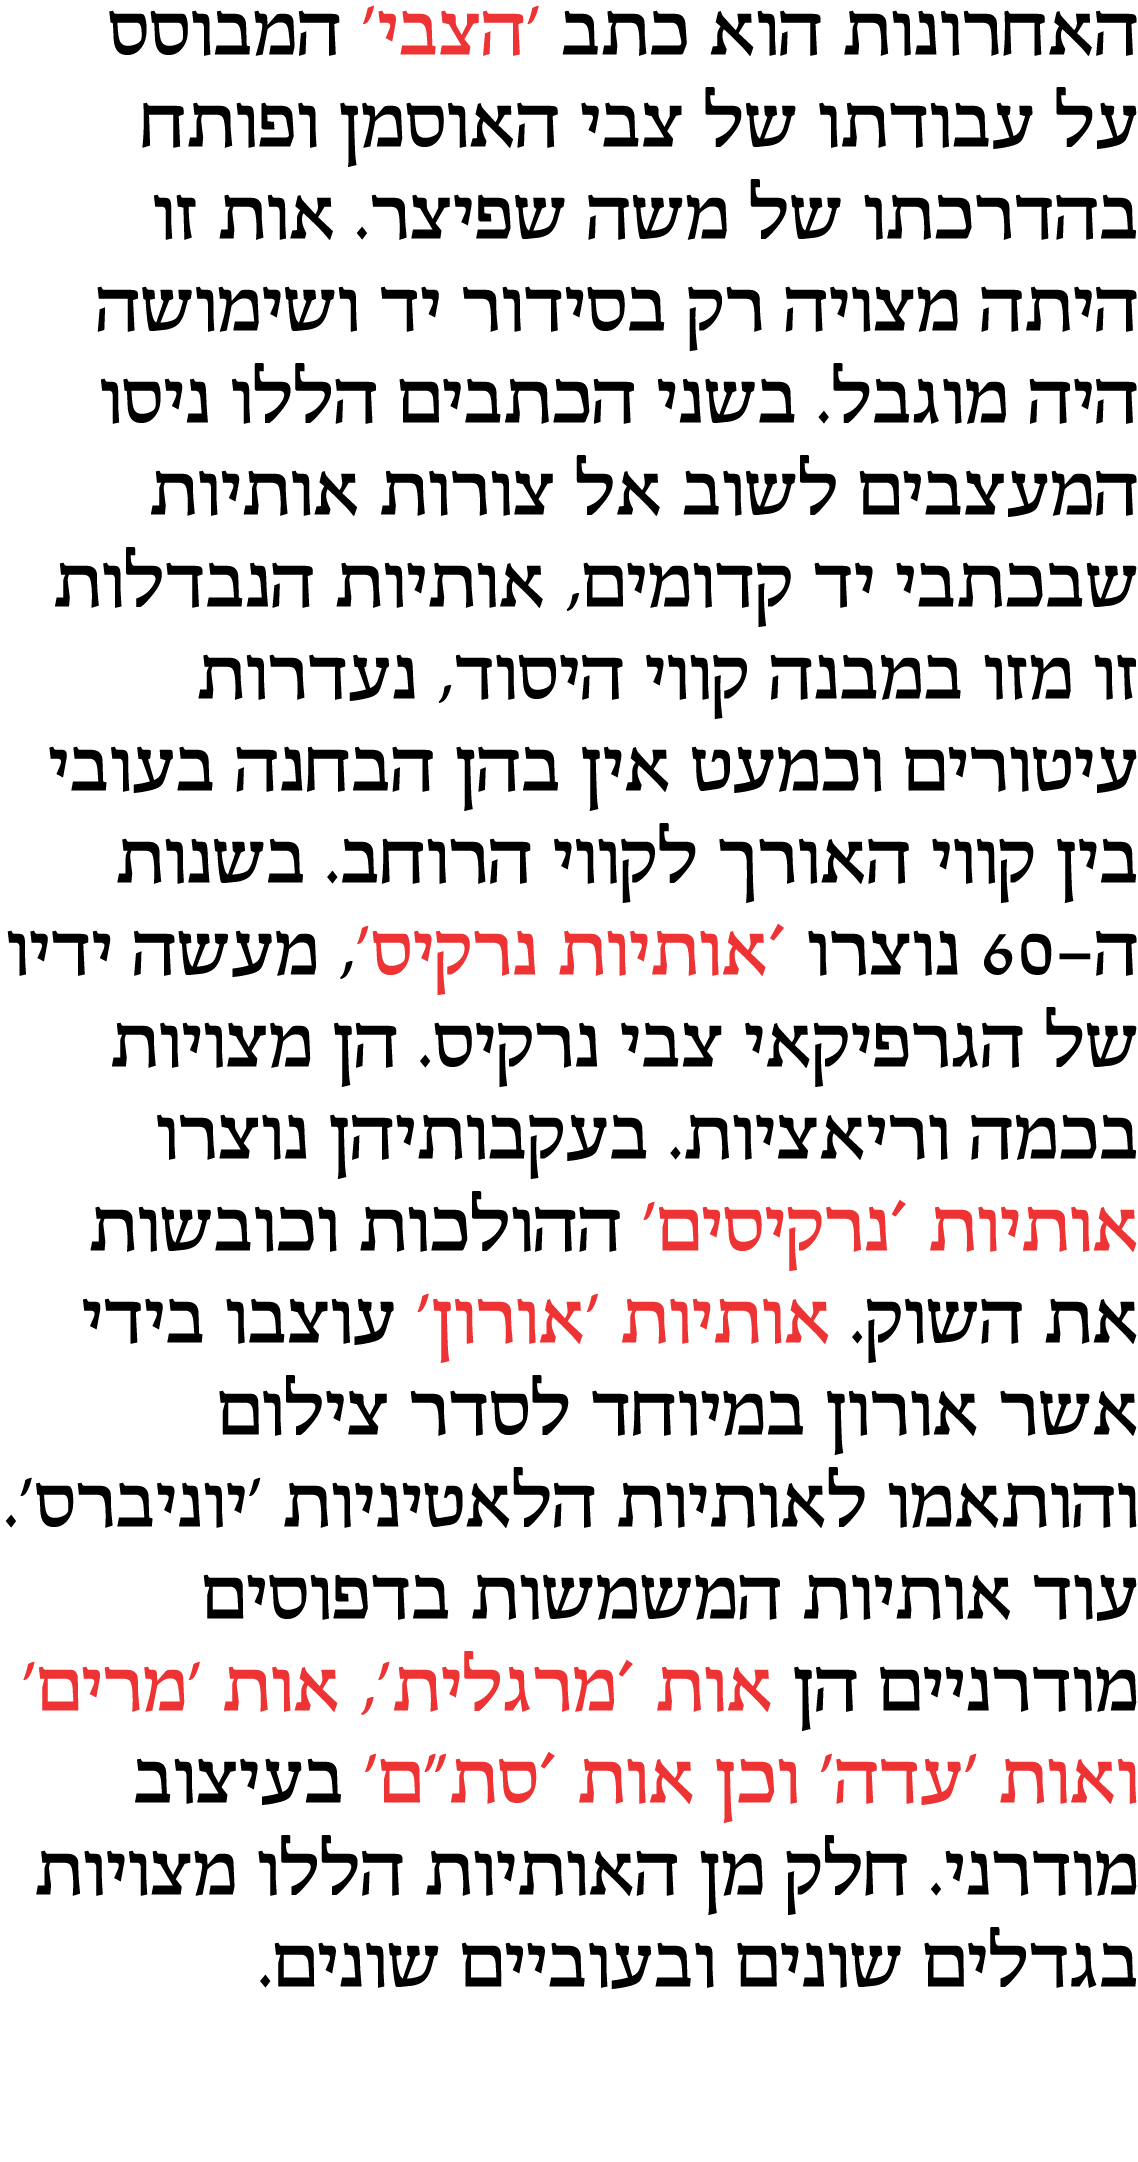 האחרונות הוא כתב 'הצבי' המבוסס
על עבודתו של צבי האוסמן ופותח
בהדרכתו של משה שפיצר. אות זו
היתה מצויה רק בסידור יד ושימושה
היה מוגבל. בשני הכתבים הללו ניסו
המעצבים לשוב אל צורות אותיות
שבכתבי יד קדומים, אותיות הנבדלות
זו מזו במבנה קווי היסוד, נעדרות
עיטורים וכמעט אין בהן הבחנה בעובי
בין קווי האורך לקווי הרוחב. בשנות
ה–60 נוצרו 'אותיות נרקיס', מעשה ידיו
של הגרפיקאי צבי נרקיס. הן מצויות
בכמה וריאציות. בעקבותיהן נוצרו
אותיות 'נרקיסים' ההולכות וכובשות
את השוק. אותיות 'אורון' עוצבו בידי
אשר אורון במיוחד לסדר צילום
והותאמו לאותיות הלאטיניות 'יוניברס'.
עוד אותיות המשמשות בדפוסים
מודרניים הן אות 'מרגלית', אות 'מרים'
ואות 'עדה' וכן אות 'סת"ם' בעיצוב
מודרני. חלק מן האותיות הללו מצויות
בגדלים שונים ובעוביים שונים.